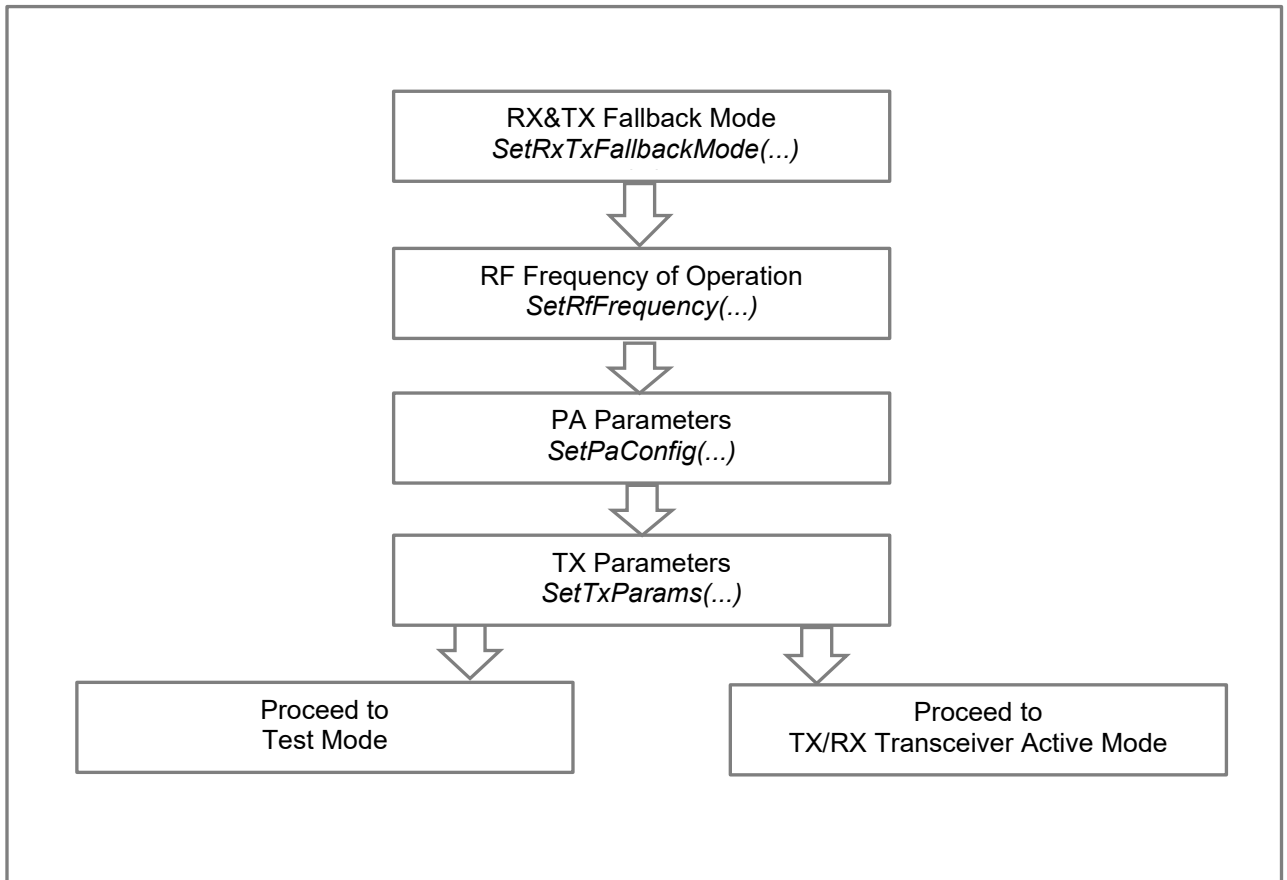 RX&TX Fallback Mode
SetRxTxFallbackMode(...)
RF Frequency of Operation
SetRfFrequency(...)
PA Parameters
SetPaConfig(...)
TX Parameters
SetTxParams(...)
Proceed to
Test Mode
Proceed to
TX/RX Transceiver Active Mode